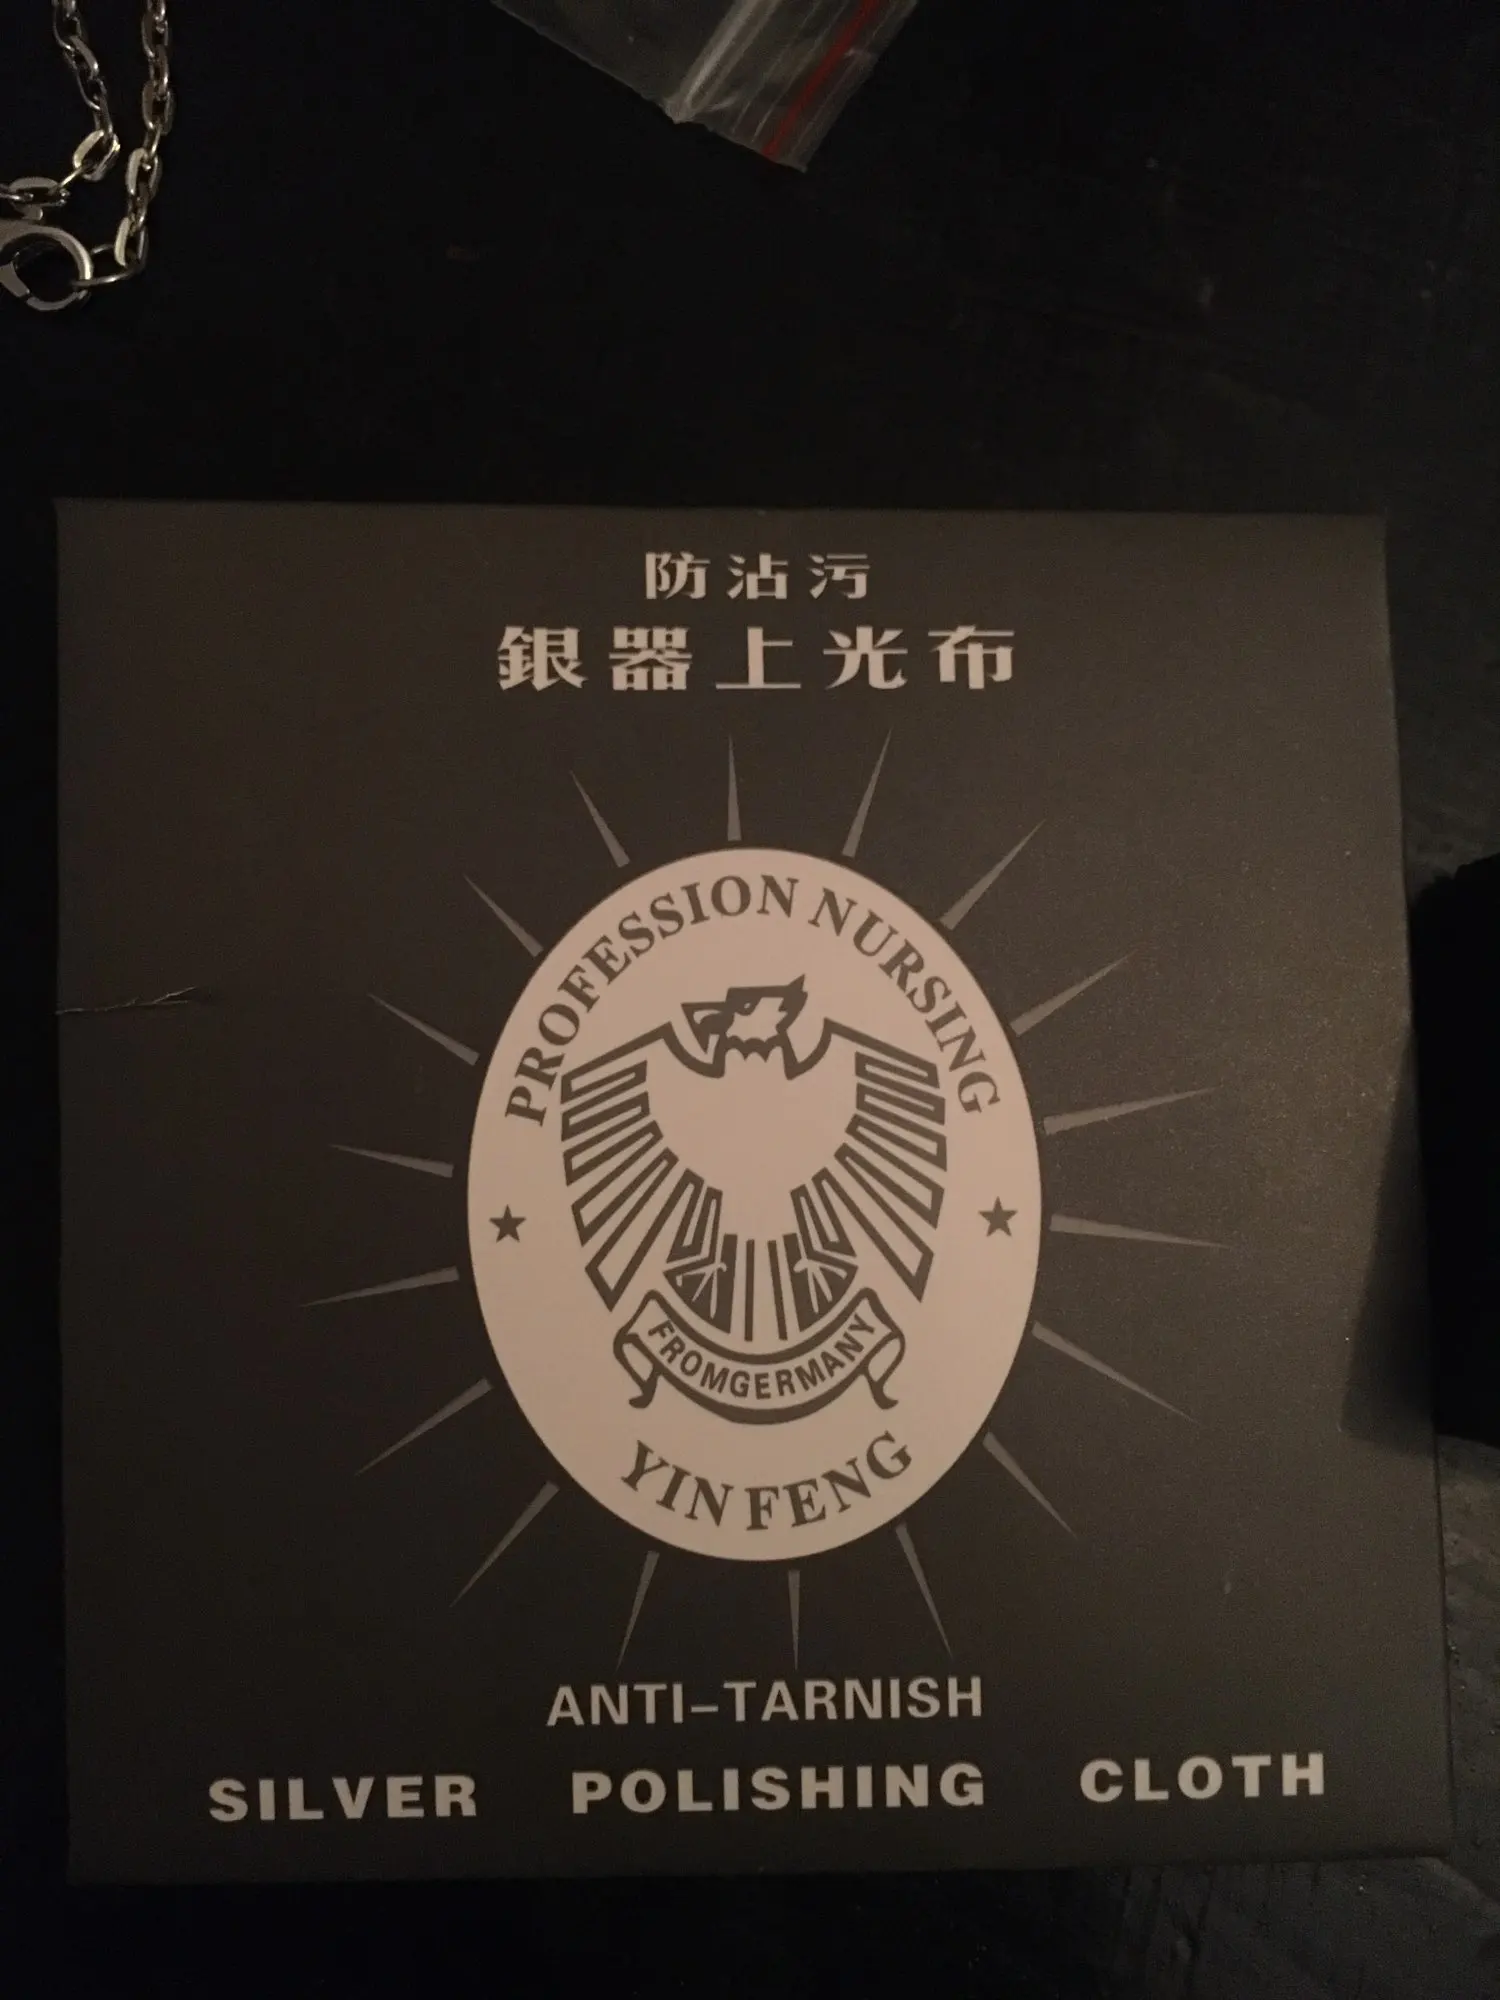 防沾污
銀器上光布
PROFESSION NURSING
FROMGERMANY
YIN FENG
ANTI-TARNISH
SILVER POLISHING CLOTH